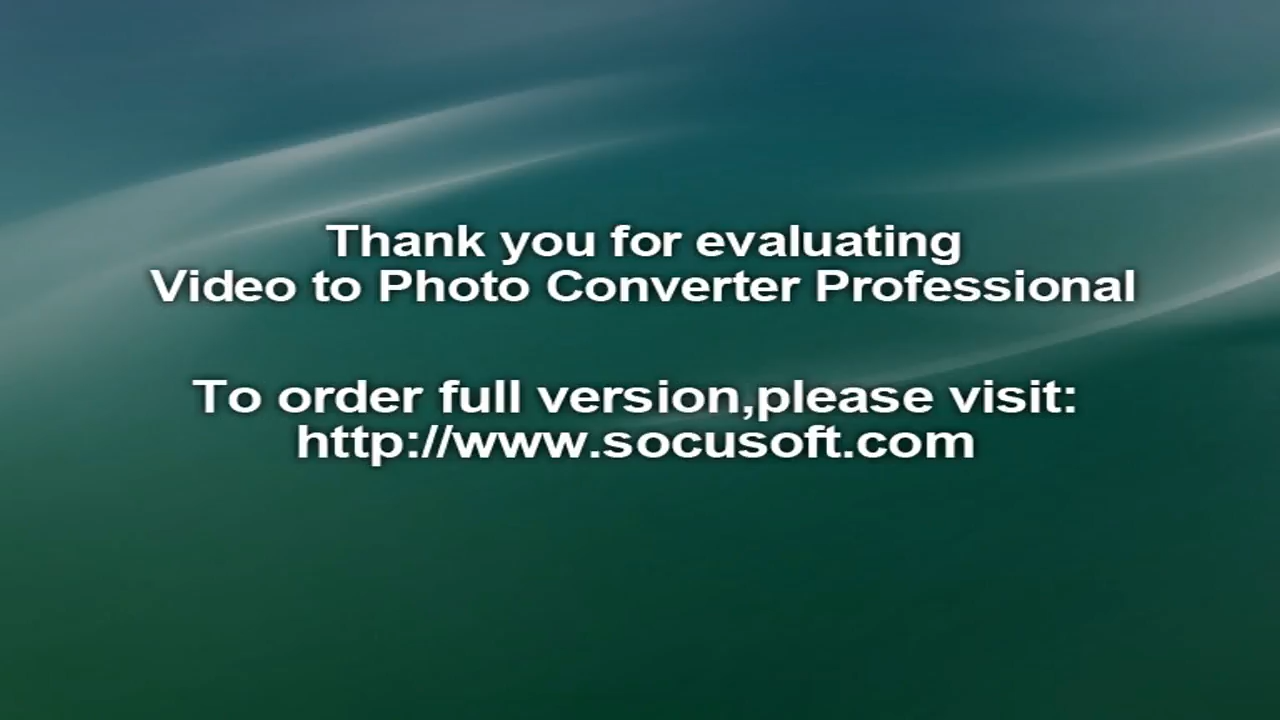 Thank you for evaluating
Video to Photo Converter Professional
To order full version,please visit:
http://www.socusoft.com